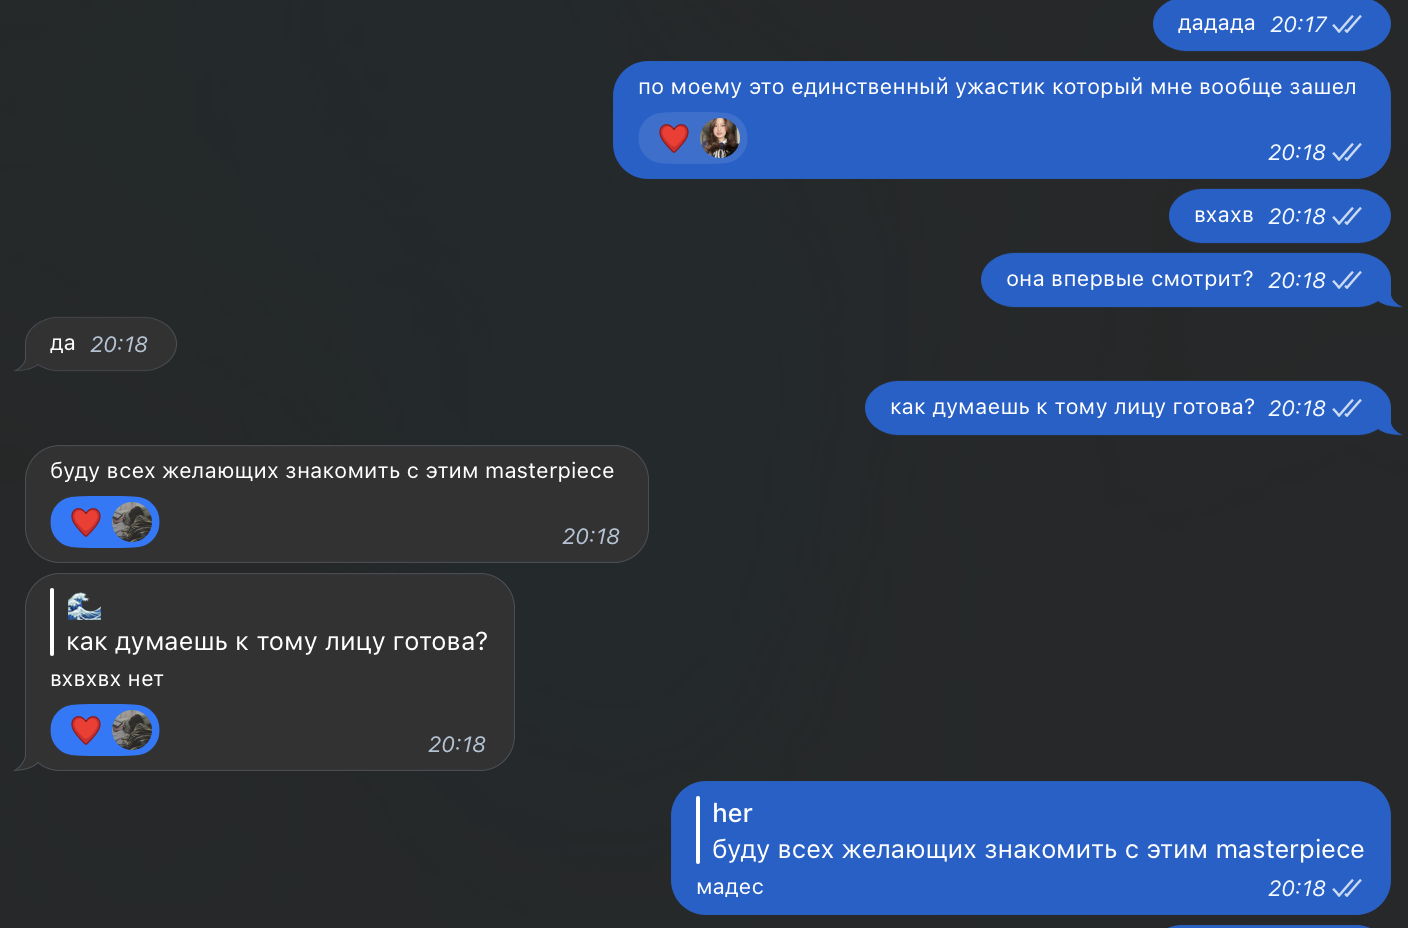 дадада 20:17
по моему это единственный ужастик который мне вообще зашел
20:18
вхахв 20:18
она впервые смотрит? 20:18
да 20:18
как думаешь к тому лицу готова? 20:18
буду всех желающих знакомить с этим masterpiece
20:18
🌊
как думаешь к тому лицу готова?
вхвхвх нет
20:18
her
буду всех желающих знакомить с этим masterpiece
мадес 20:18